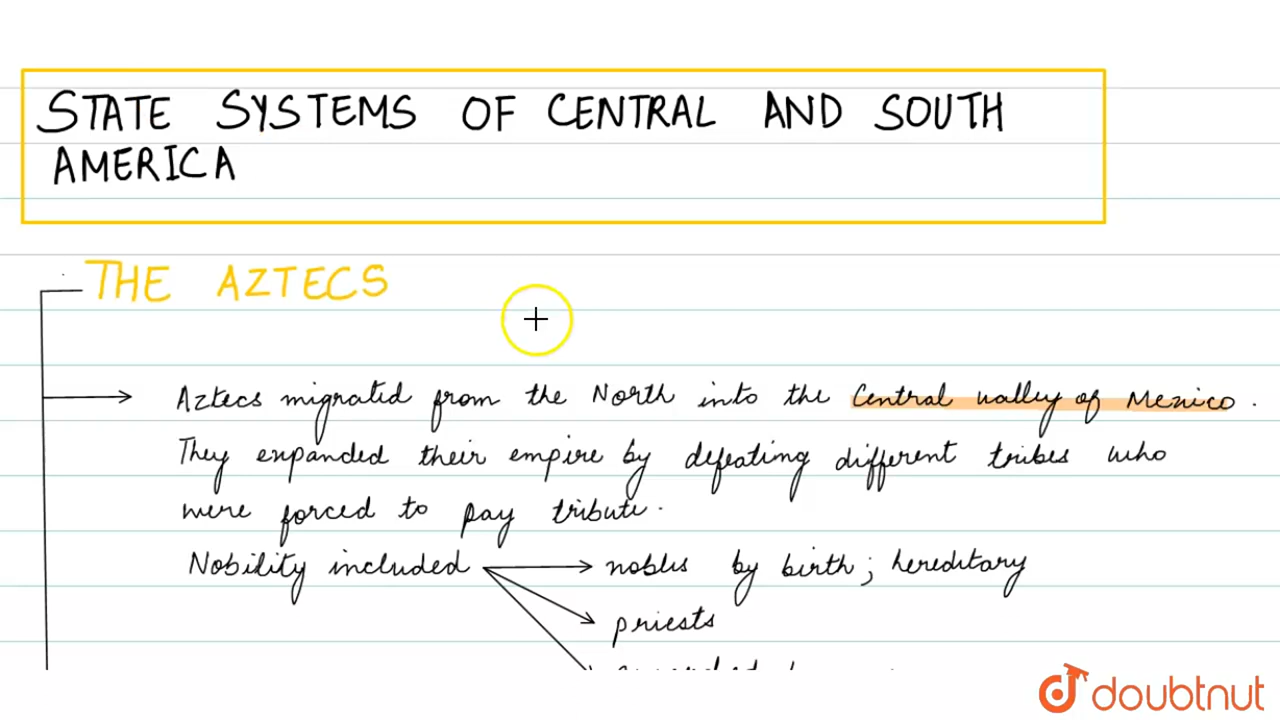 STATE SYSTEMS OF CENTRAL AND SOUTH
AMERICA
THE AZTECS
Aztecs migrated from the North into the Central valley of Mexico.
They expanded their empire by defeating different tribes who
were forced to pay tribute.
Nobility included → nobles by birth; hereditary
priests
doubtnut